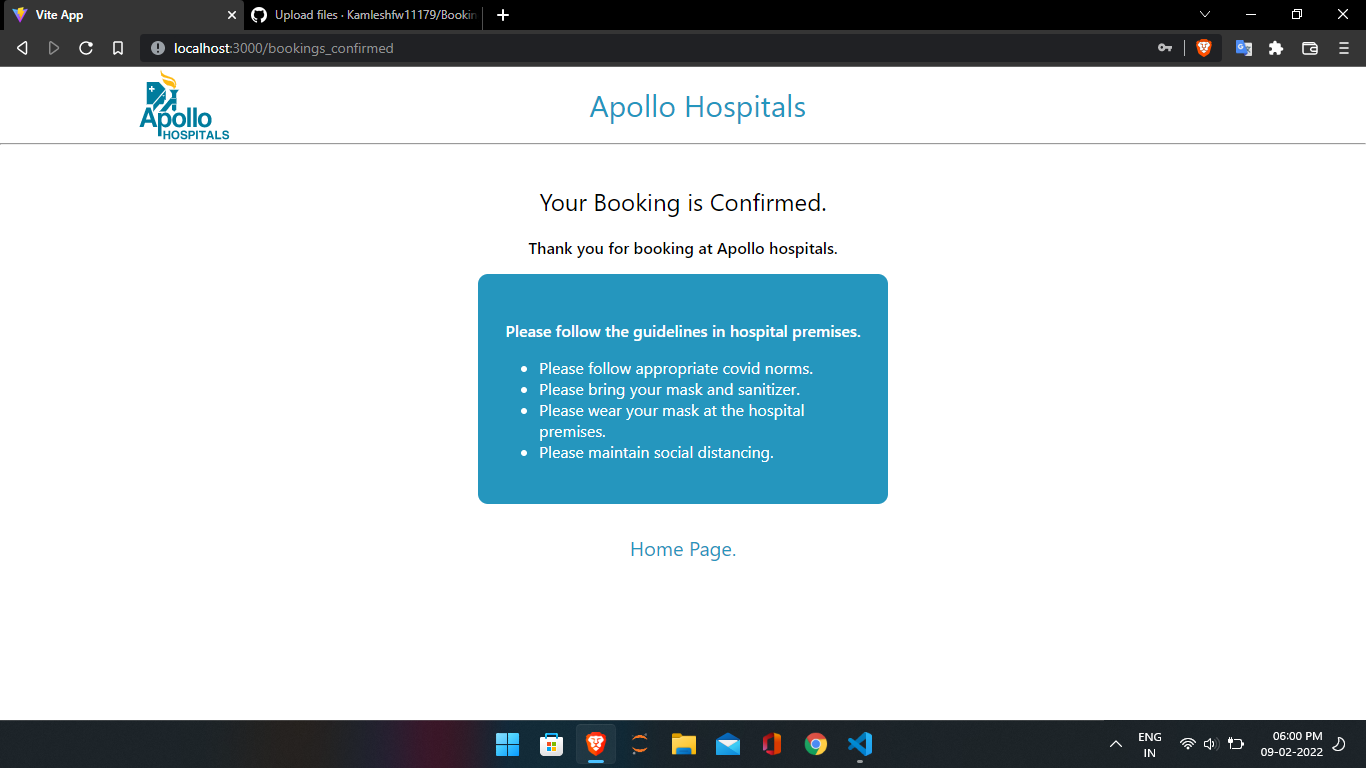 Vite App
Upload files · Kamleshfw11179/Bookin
localhost:3000/bookings_confirmed
Apollo
HOSPITALS
Apollo Hospitals
Your Booking is Confirmed.
Thank you for booking at Apollo hospitals.
Please follow the guidelines in hospital premises.
• Please follow appropriate covid norms.
• Please bring your mask and sanitizer.
• Please wear your mask at the hospital
premises.
• Please maintain social distancing.
Home Page.
ENG
IN
06:00 PM
09-02-2022